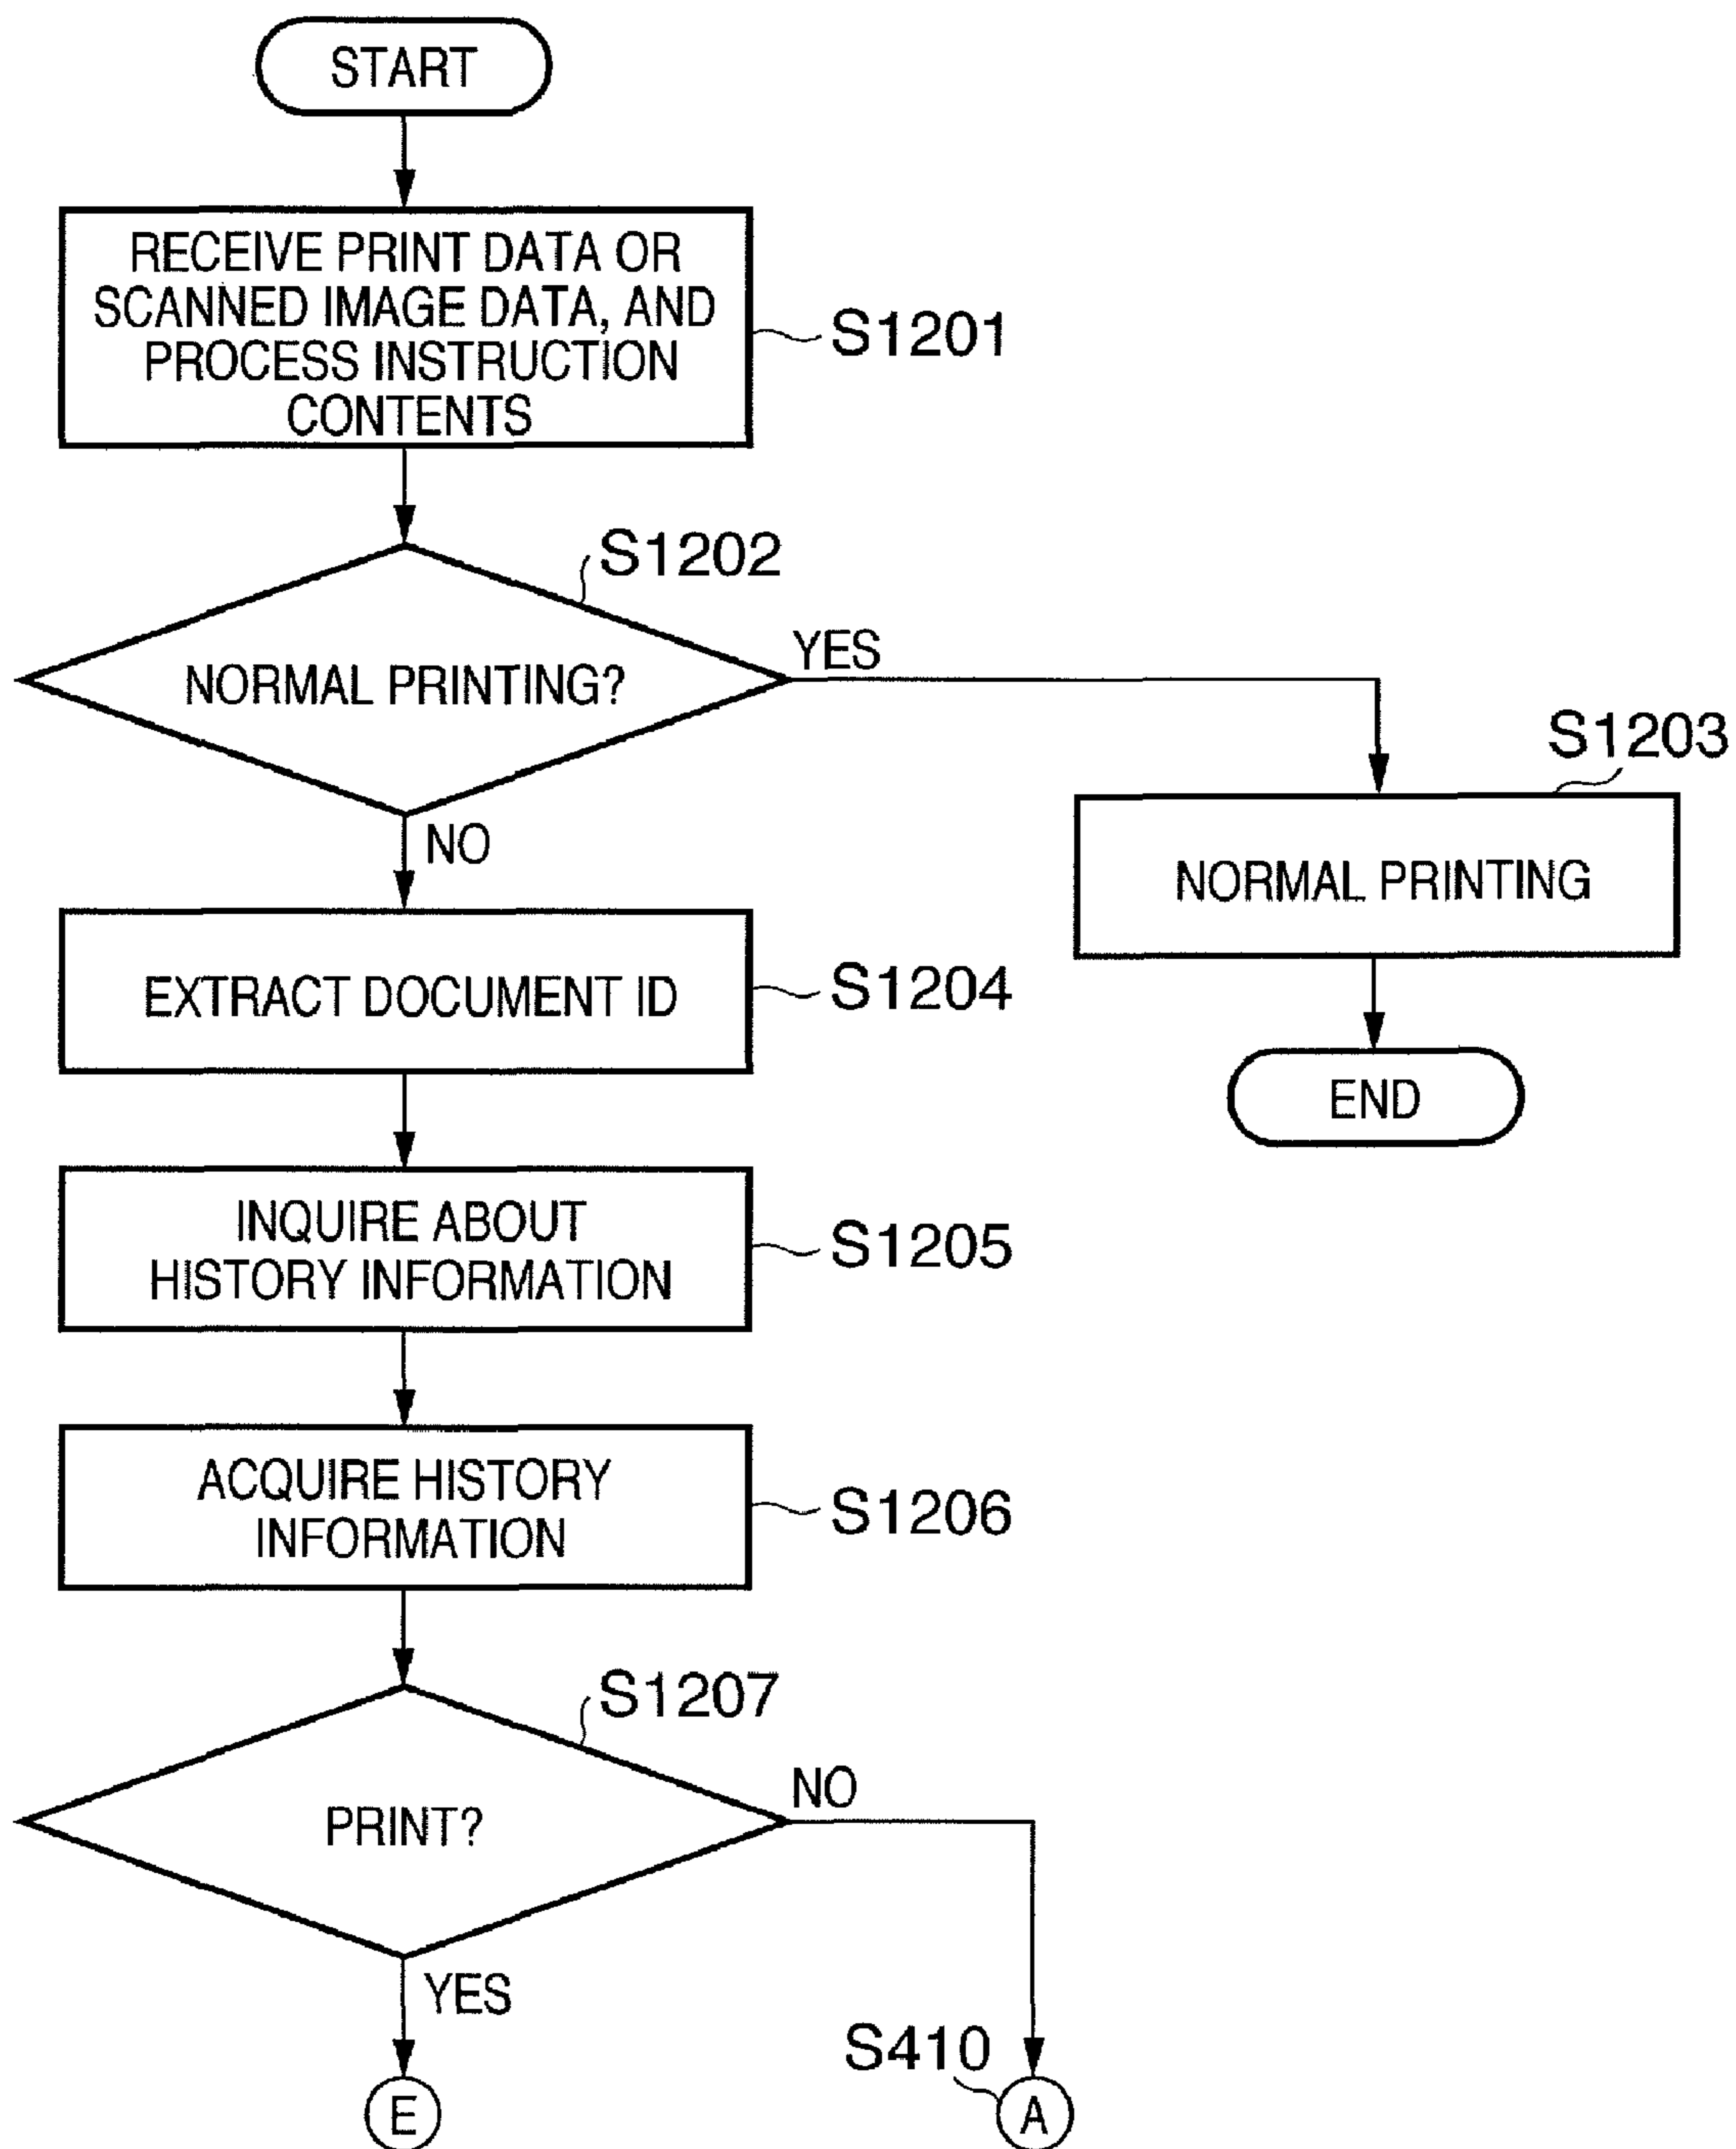 START
RECEIVE PRINT DATA OR
SCANNED IMAGE DATA, AND
PROCESS INSTRUCTION
CONTENTS
S1201
S1202
NORMAL PRINTING?
YES
NO
S1203
NORMAL PRINTING
END
EXTRACT DOCUMENT ID
S1204
INQUIRE ABOUT
HISTORY INFORMATION
S1205
ACQUIRE HISTORY
INFORMATION
S1206
S1207
PRINT?
NO
YES
S410
E
A